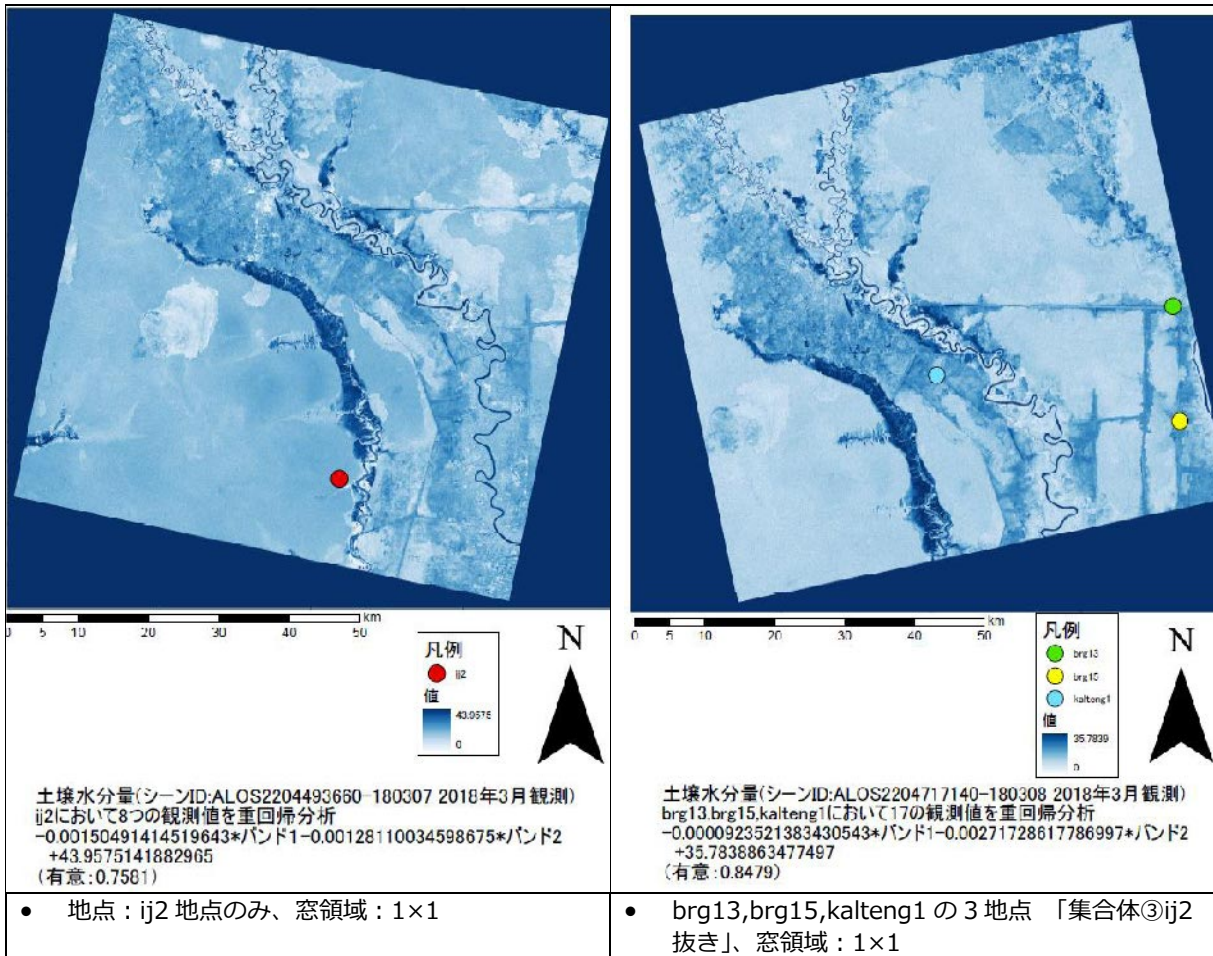 km
0 5 10 20 30 40 50
凡例
ij2
値
43.9575
0
N
土壌水分量(シーンID:ALOS2204493660-180307 2018年3月観測)
ij2において8つの観測値を重回帰分析
-0.00150491414519643*バンド1-0.00128110034598675*バンド2
+43.9575141882965
(有意:0.7581)
• 地点:ij2 地点のみ、窓領域:1×1
km
0 5 10 20 30 40 50
凡例
brg13
brg15
kalteng1
値
35.7839
0
N
土壌水分量(シーンID:ALOS2204717140-180308 2018年3月観測)
brg13.brg15,kalteng1において17の観測値を重回帰分析
-0.0000923521383430543*バンド1-0.00271728617786997*バンド2
+35.7838863477497
(有意:0.8479)
• brg13,brg15,kalteng1 の 3 地点 「集合体③ij2
抜き」、窓領域:1×1